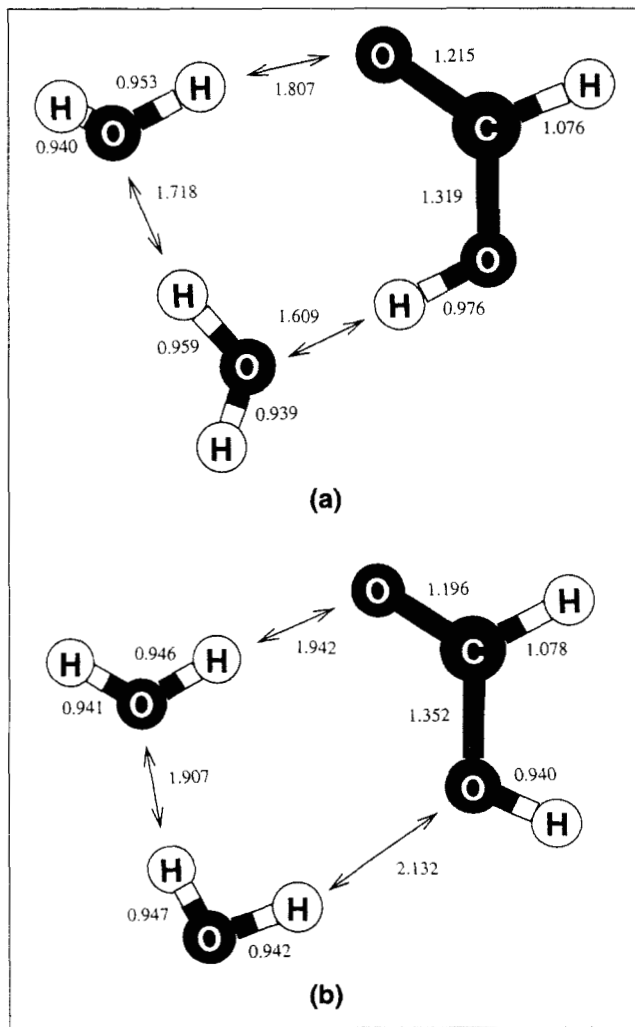 0.953 H O 1.215 H
H 1.807
O C
0.940 1.076
1.718 1.319
H O
1.609 H 0.976
0.959 O
0.939
H
(a)
O 1.196 H
0.946 C
H H 1.942 1.078
0.941 O 1.352
0.940
1.907 O
H
H 2.132
H
0.947 O 0.942
(b)